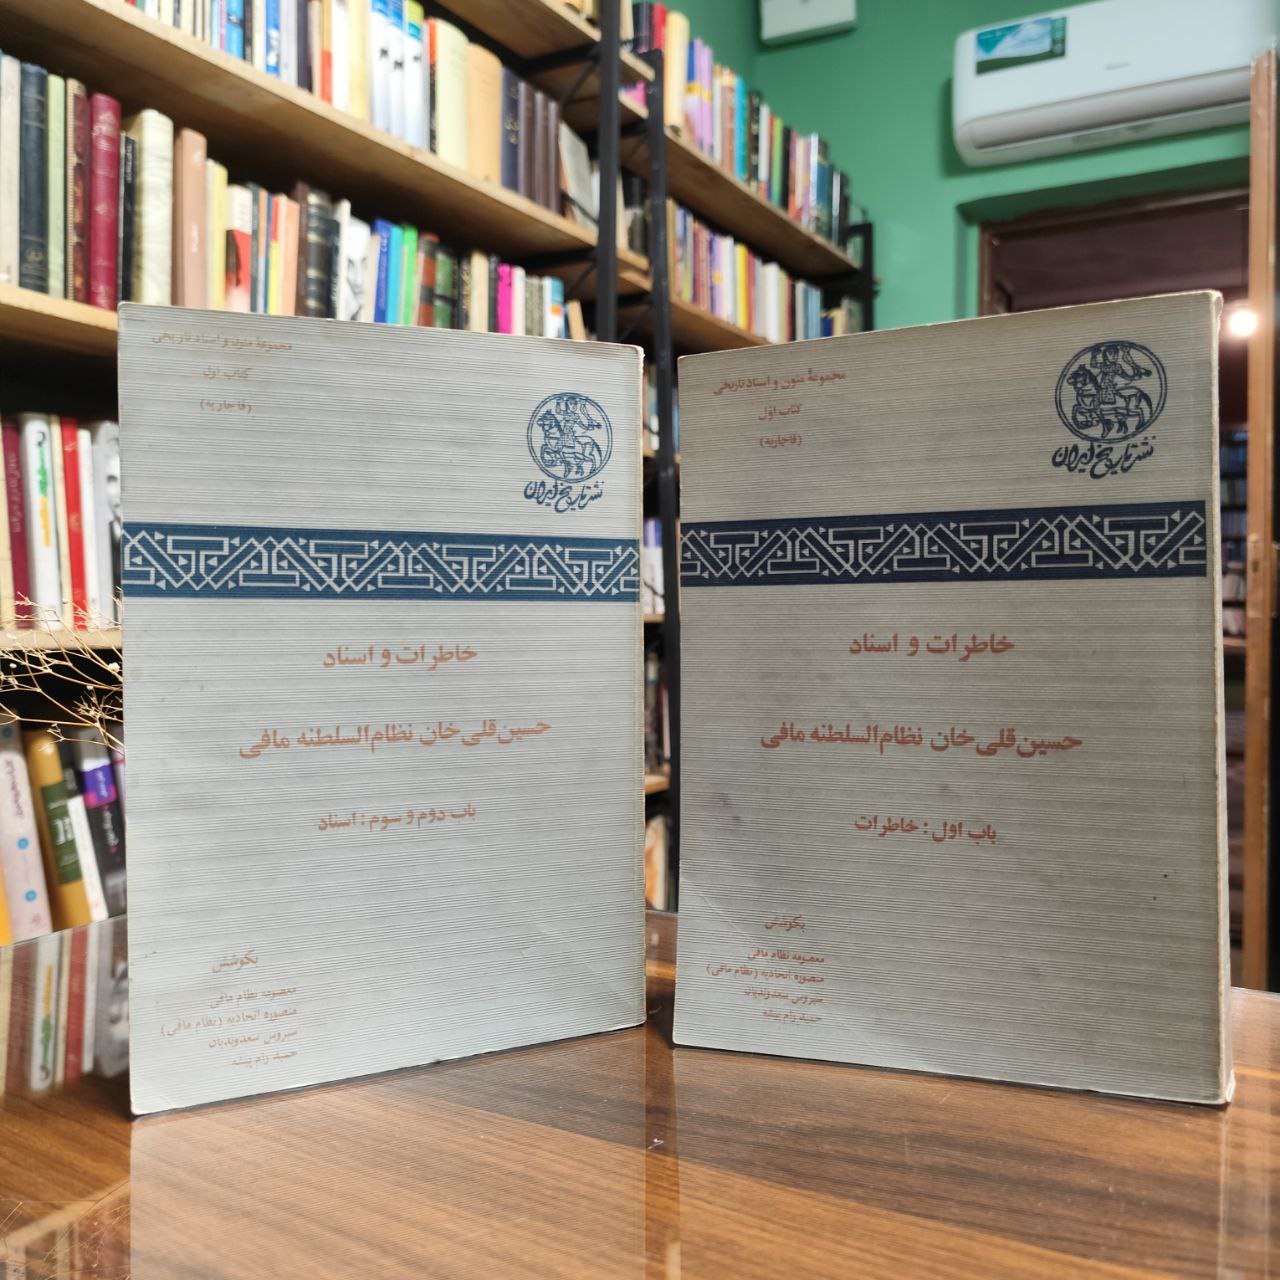 مجموعهٔ متون و اسناد تاریخی
کتاب اول
(قاجاریه)
نشر تاریخ ایران
خاطرات و اسناد
حسین‌قلی‌خان نظام‌السلطنه مافی
باب اول: خاطرات
بکوشش
معصومه نظام مافی
منصوره اتحادیه (نظام مافی)
سیروس سعدوندیان
حمید رام پیشه
مجموعهٔ متون و اسناد تاریخی
کتاب اول
(قاجاریه)
نشر تاریخ ایران
خاطرات و اسناد
حسین‌قلی‌خان نظام‌السلطنه مافی
باب دوم و سوم: اسناد
بکوشش
معصومه نظام مافی
منصوره اتحادیه (نظام مافی)
سیروس سعدوندیان
حمید رام پیشه